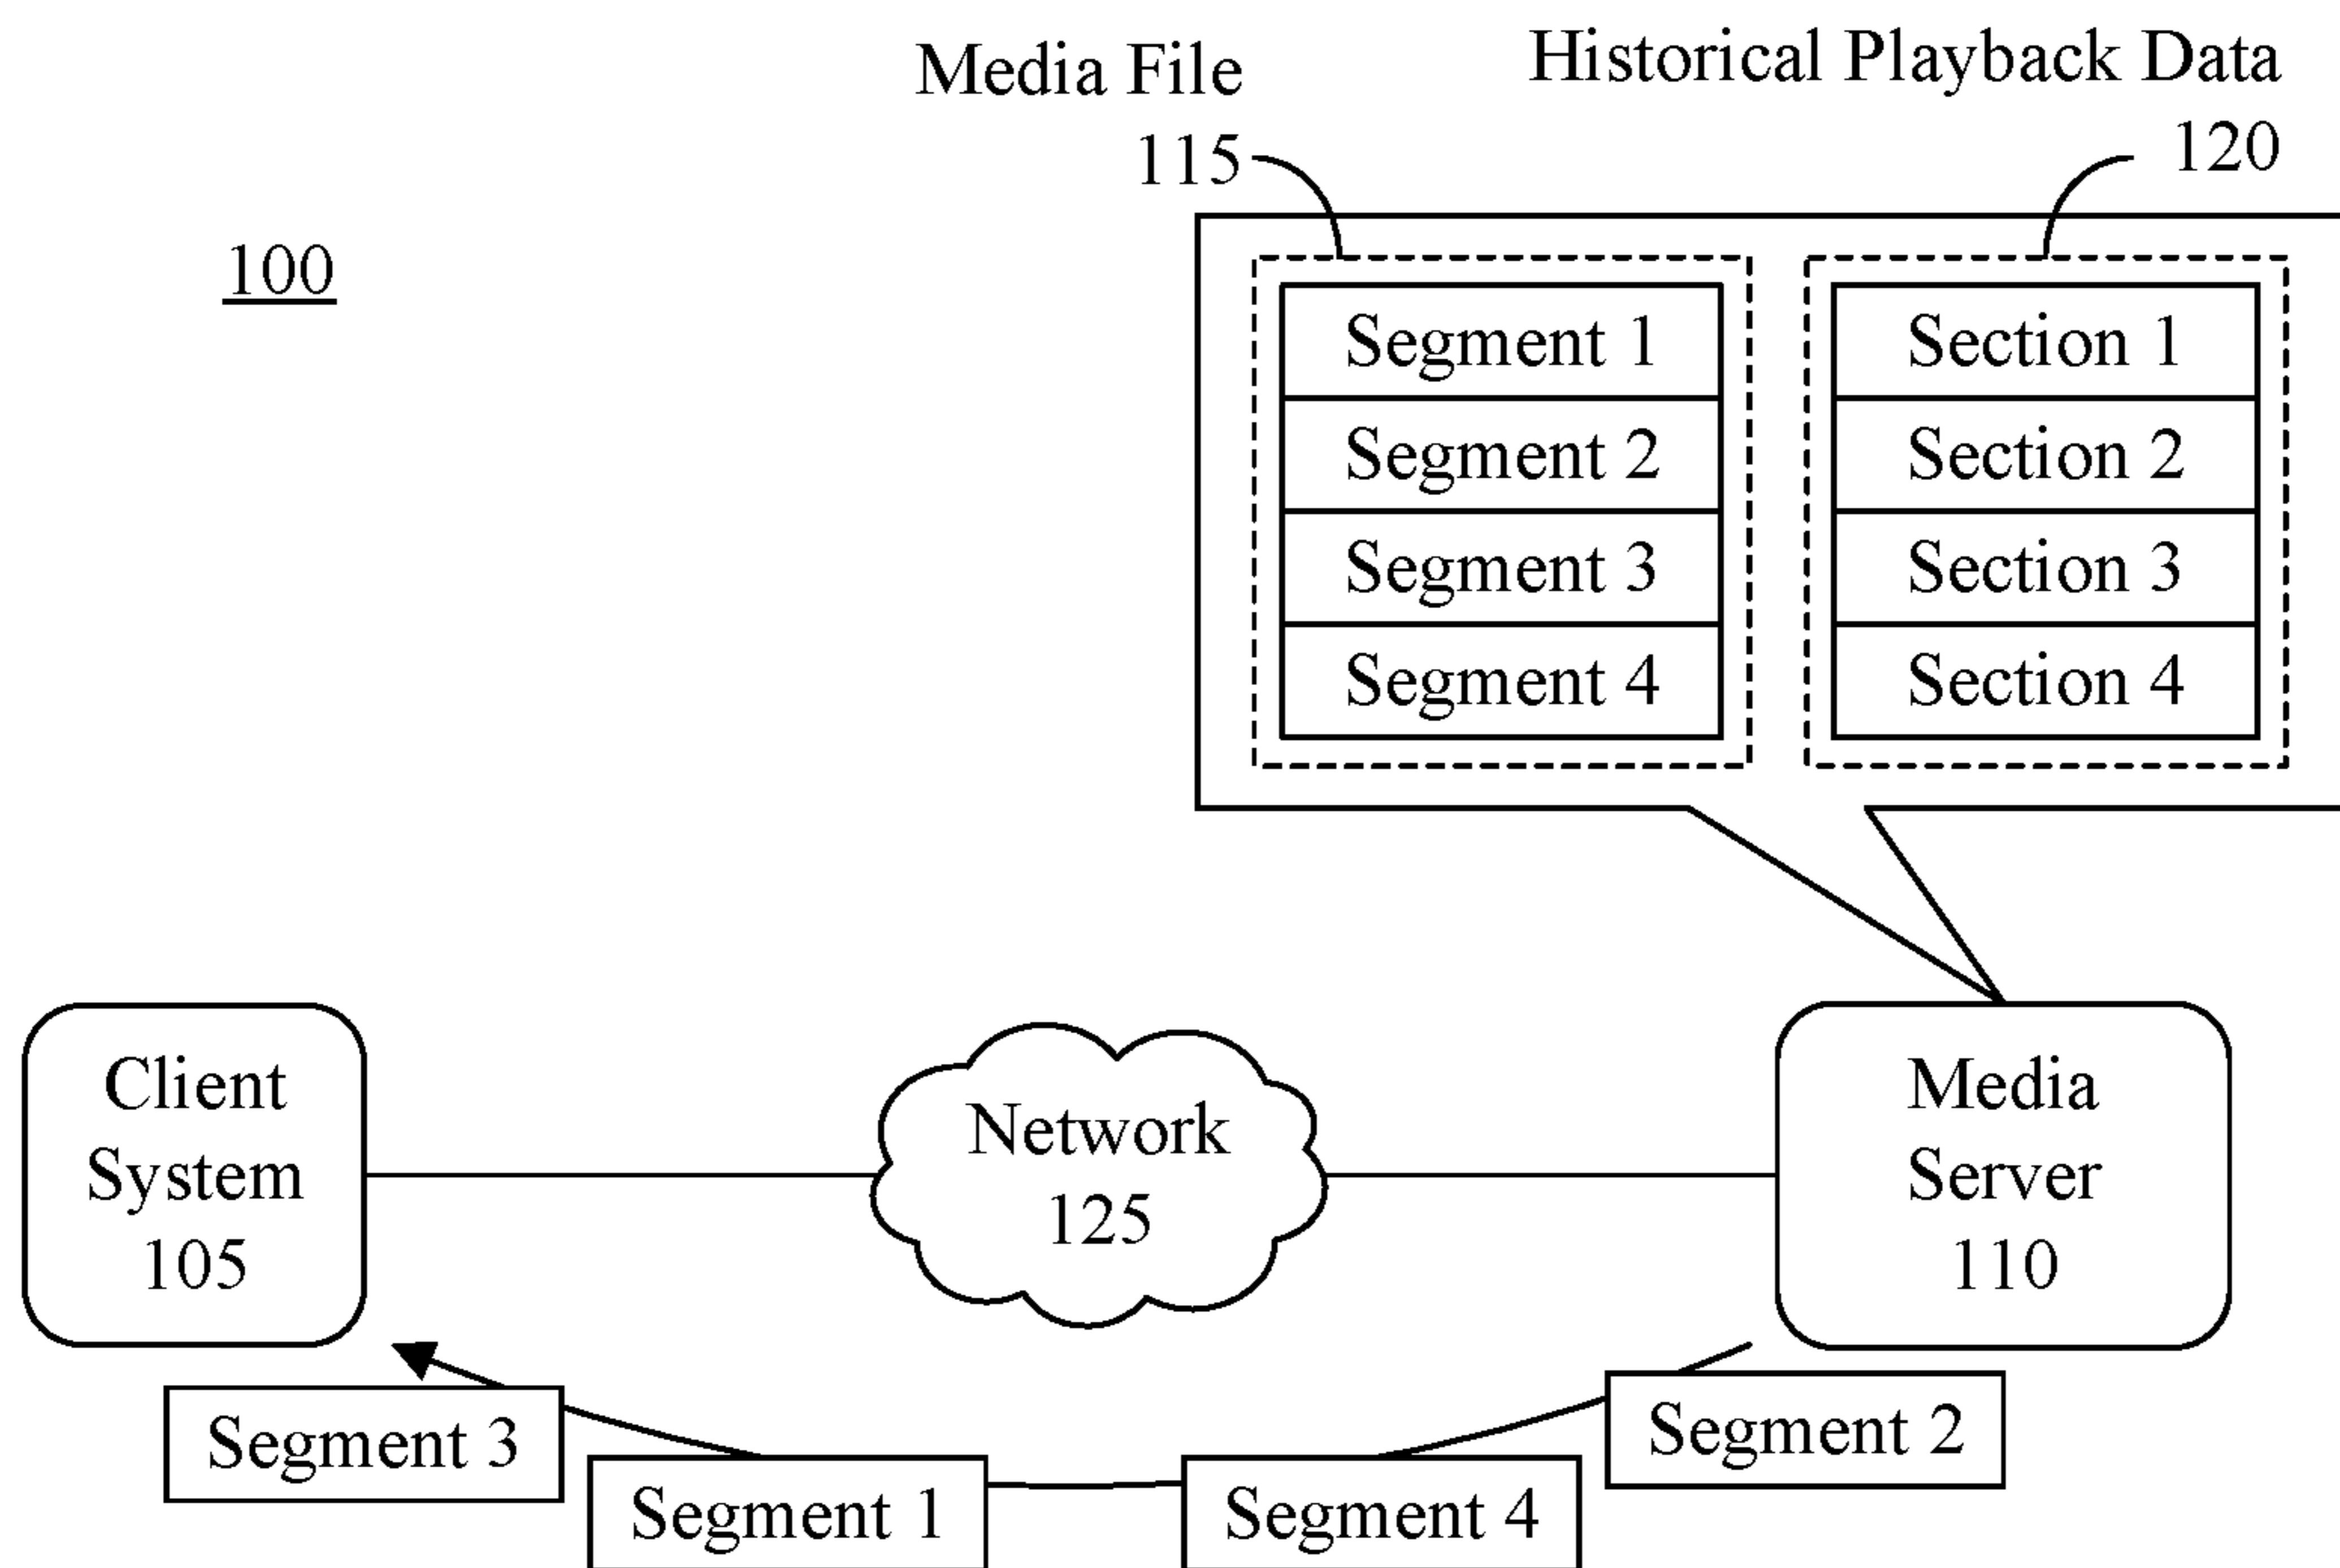 Media File
115
Historical Playback Data
120
100
Segment 1
Segment 2
Segment 3
Segment 4
Section 1
Section 2
Section 3
Section 4
Client
System
105
Network
125
Media
Server
110
Segment 3
Segment 1
Segment 4
Segment 2